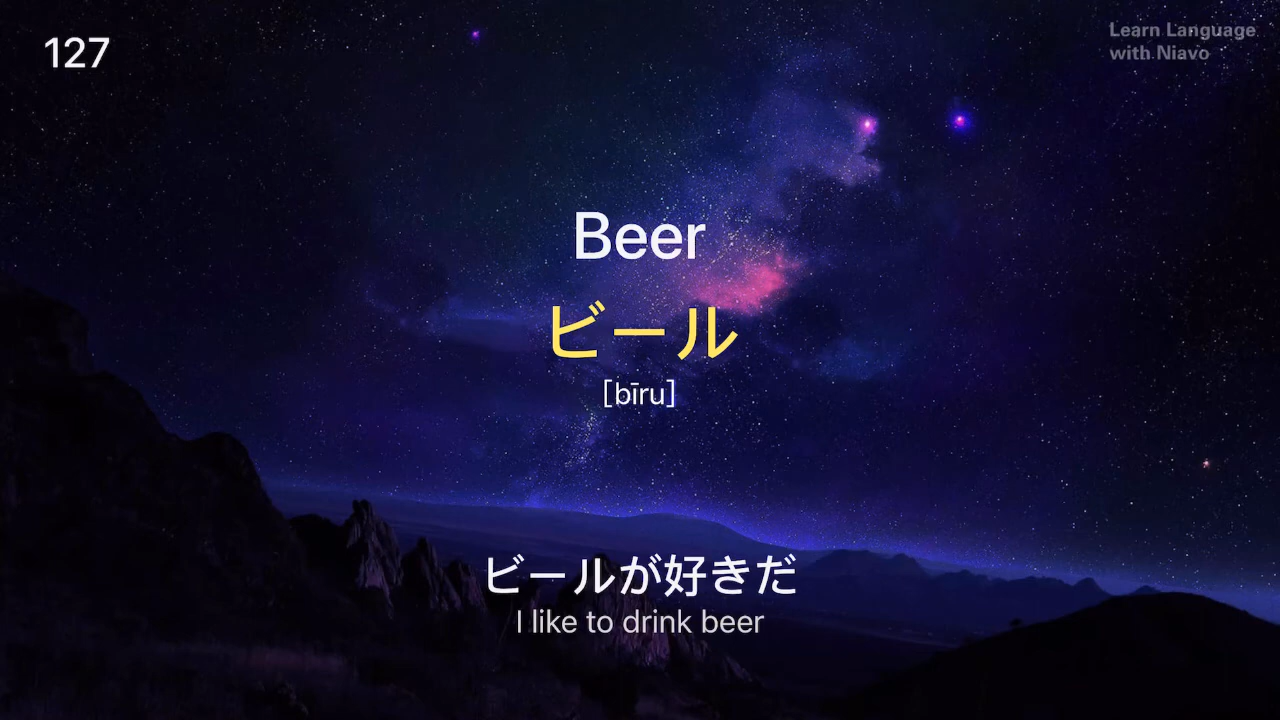 127
Learn Language
with Niavo
Beer
ビール
[bīru]
ビールが好きだ
I like to drink beer